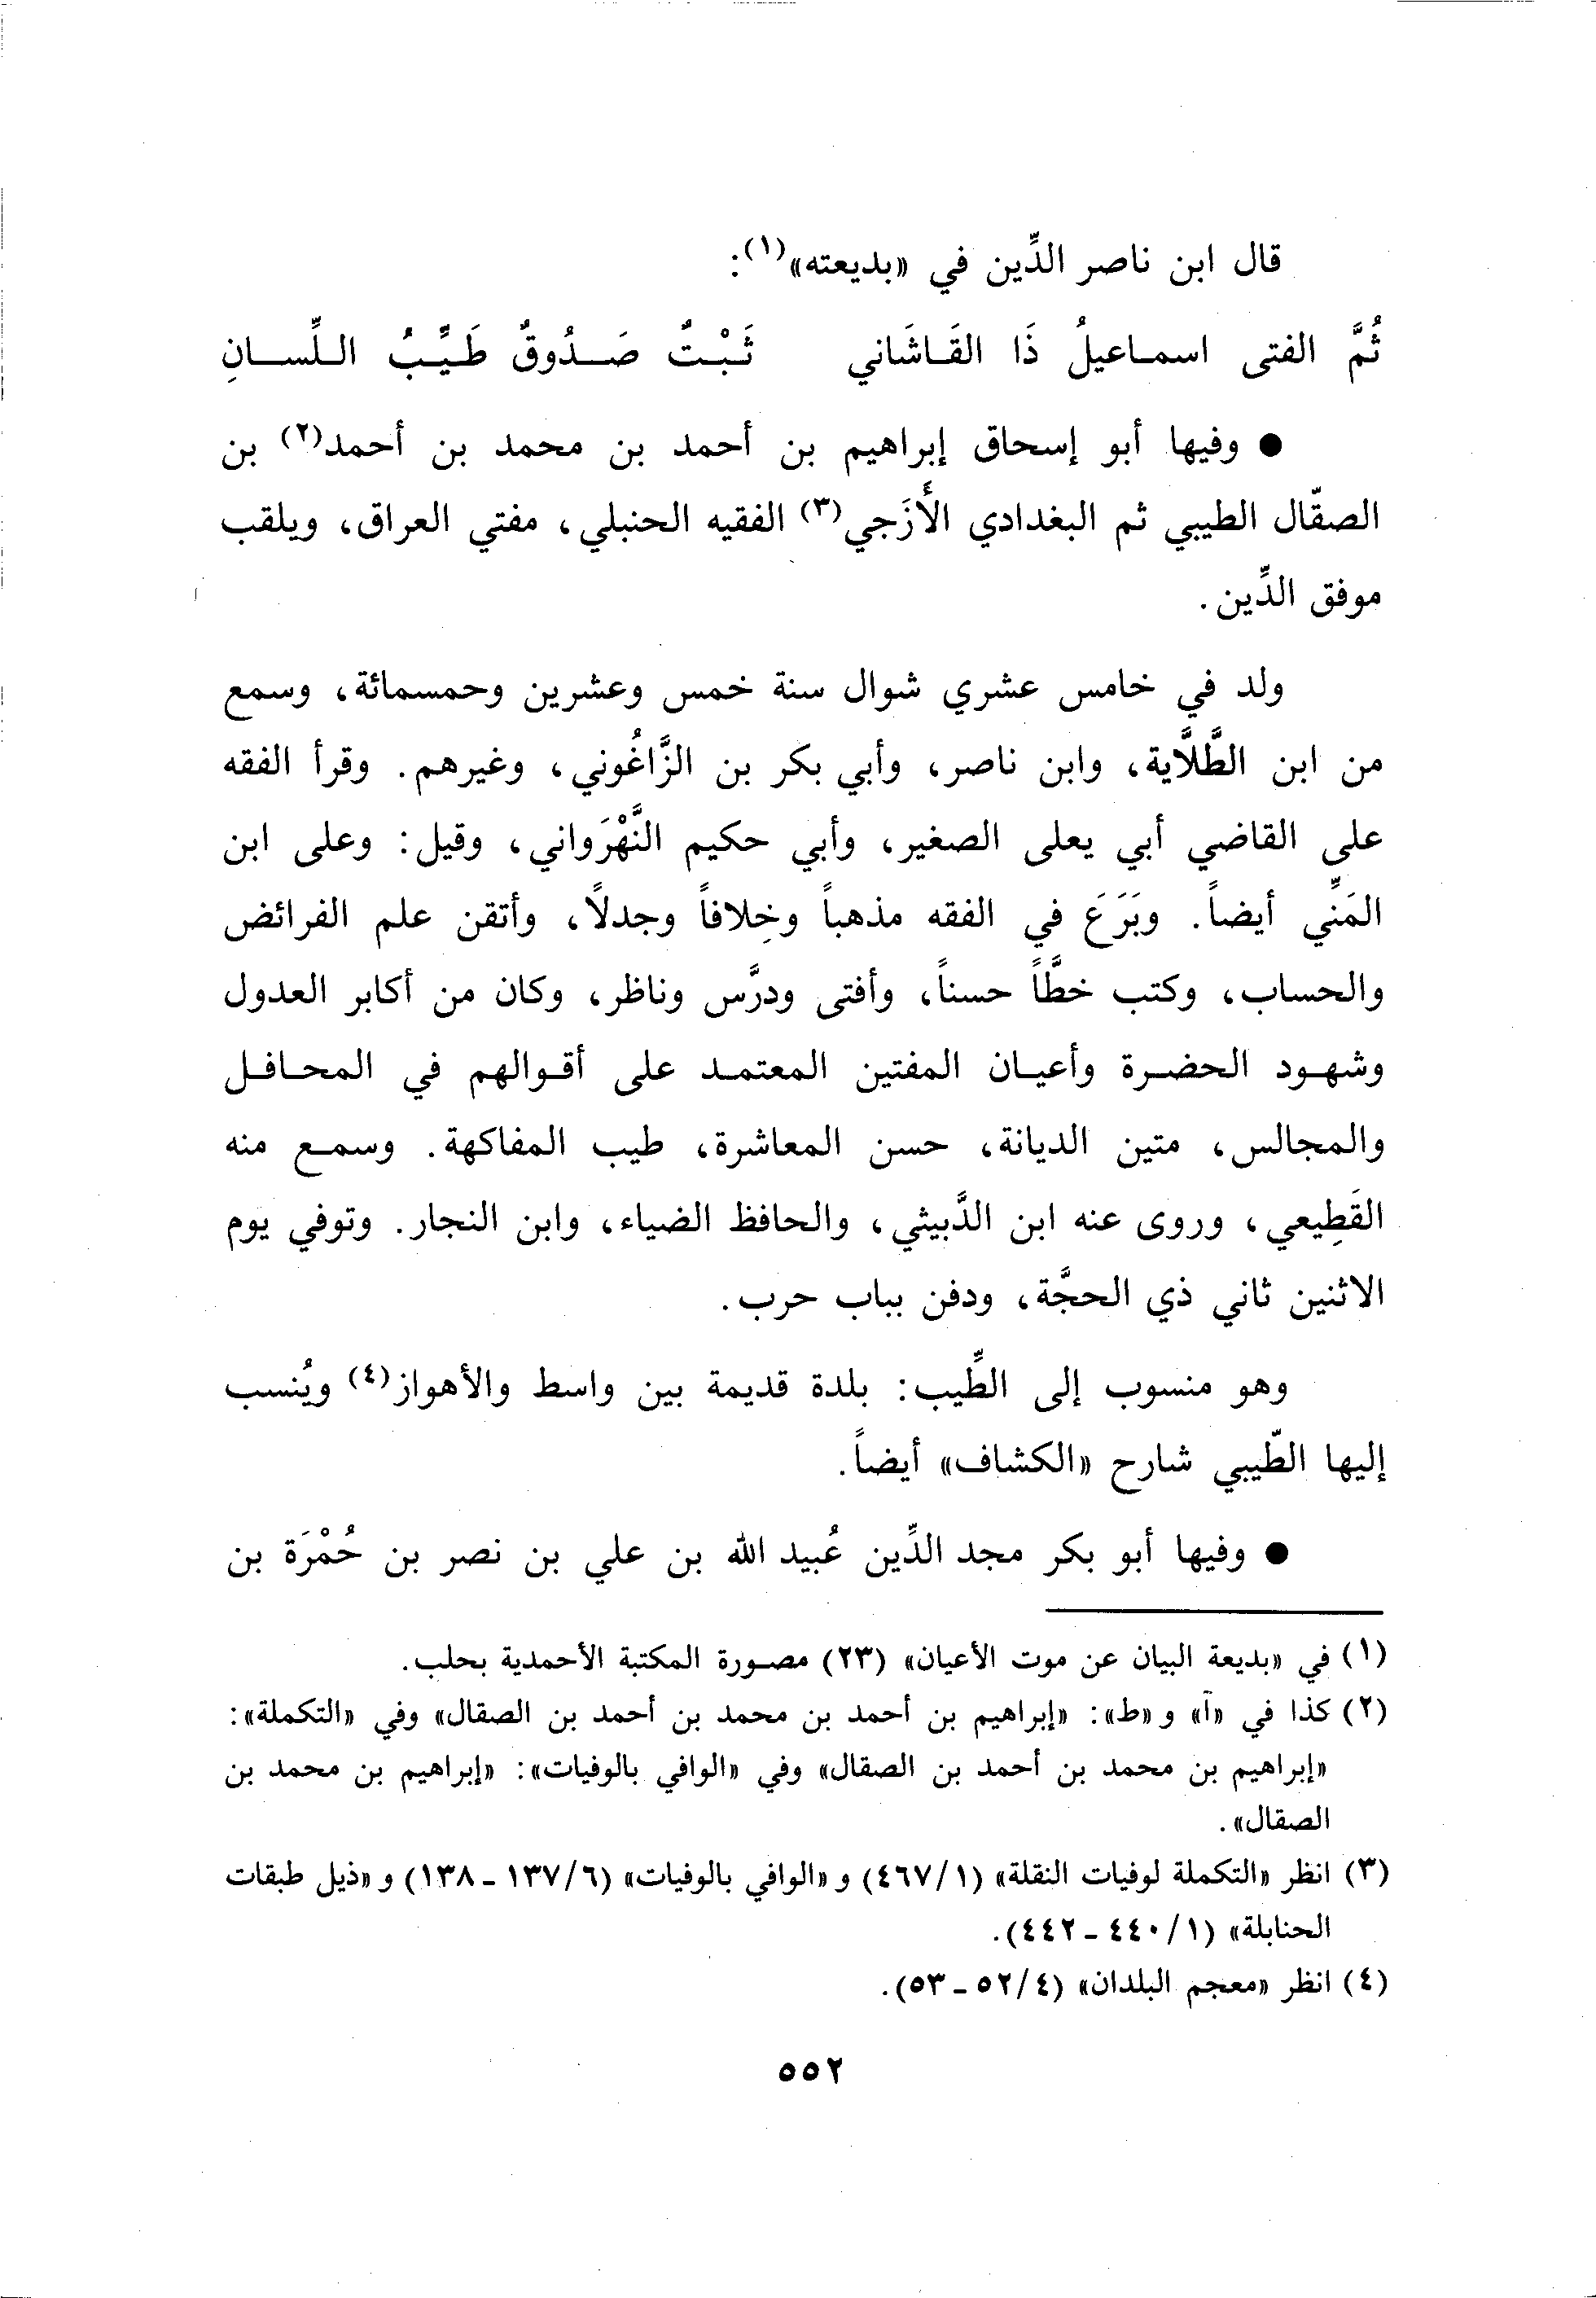 قال ابن ناصر الدِّين في «بديعته»(١):
ثُمَّ الفتى اسماعيلُ ذَا القَاشَاني ثَبْتٌ صَدُوقٌ طَيِّبُ اللِّسانِ
● وفيها أبو إسحاق إبراهيم بن أحمد بن محمد بن أحمد(٢) بن
الصقّال الطيبي ثم البغدادي الأَزَجي(٣) الفقيه الحنبلي، مفتي العراق، ويلقب
موفق الدِّين.
ولد في خامس عشري شوال سنة خمس وعشرين وحمسمائة، وسمع
من ابن الطَّلَّاية، وابن ناصر، وأبي بكر بن الزَّاغُوني، وغيرهم. وقرأ الفقه
على القاضي أبي يعلى الصغير، وأبي حكيم النَّهْرَواني، وقيل: وعلى ابن
المَنِّي أيضاً. وبَرَعَ في الفقه مذهباً وخِلافاً وجدلاً، وأتقن علم الفرائض
والحساب، وكتب خطَّاً حسناً، وأفتى ودرَّس وناظر، وكان من أكابر العدول
وشهود الحضرة وأعيان المفتين المعتمد على أقوالهم في المحافل
والمجالس، متين الديانة، حسن المعاشرة، طيب المفاكهة. وسمع منه
القَطِيعي، وروى عنه ابن الدُّبيثي، والحافظ الضياء، وابن النجار. وتوفي يوم
الاثنين ثاني ذي الحجَّة، ودفن بباب حرب.
وهو منسوب إلى الطِّيب: بلدة قديمة بين واسط والأهواز(٤) ويُنسب
إليها الطّيبي شارح «الكشاف» أيضاً.
● وفيها أبو بكر مجد الدِّين عُبيد الله بن علي بن نصر بن حُمْرَة بن
(١) في «بديعة البيان عن موت الأعيان» (٢٣) مصورة المكتبة الأحمدية بحلب.
(٢) كذا في «آ» و «ط»: «إبراهيم بن أحمد بن محمد بن أحمد بن الصقال» وفي «التكملة»:
«إبراهيم بن محمد بن أحمد بن الصقال» وفي «الوافي بالوفيات»: «إبراهيم بن محمد بن
الصقال».
(٣) انظر «التكملة لوفيات النقلة» (١/ ٤٦٧) و «الوافي بالوفيات» (٦/ ١٣٧ - ١٣٨) و «ذيل طبقات
الحنابلة» (١/ ٤٤٠ - ٤٤٢).
(٤) انظر «معجم البلدان» (٤/ ٥٢ - ٥٣).
٥٥٢